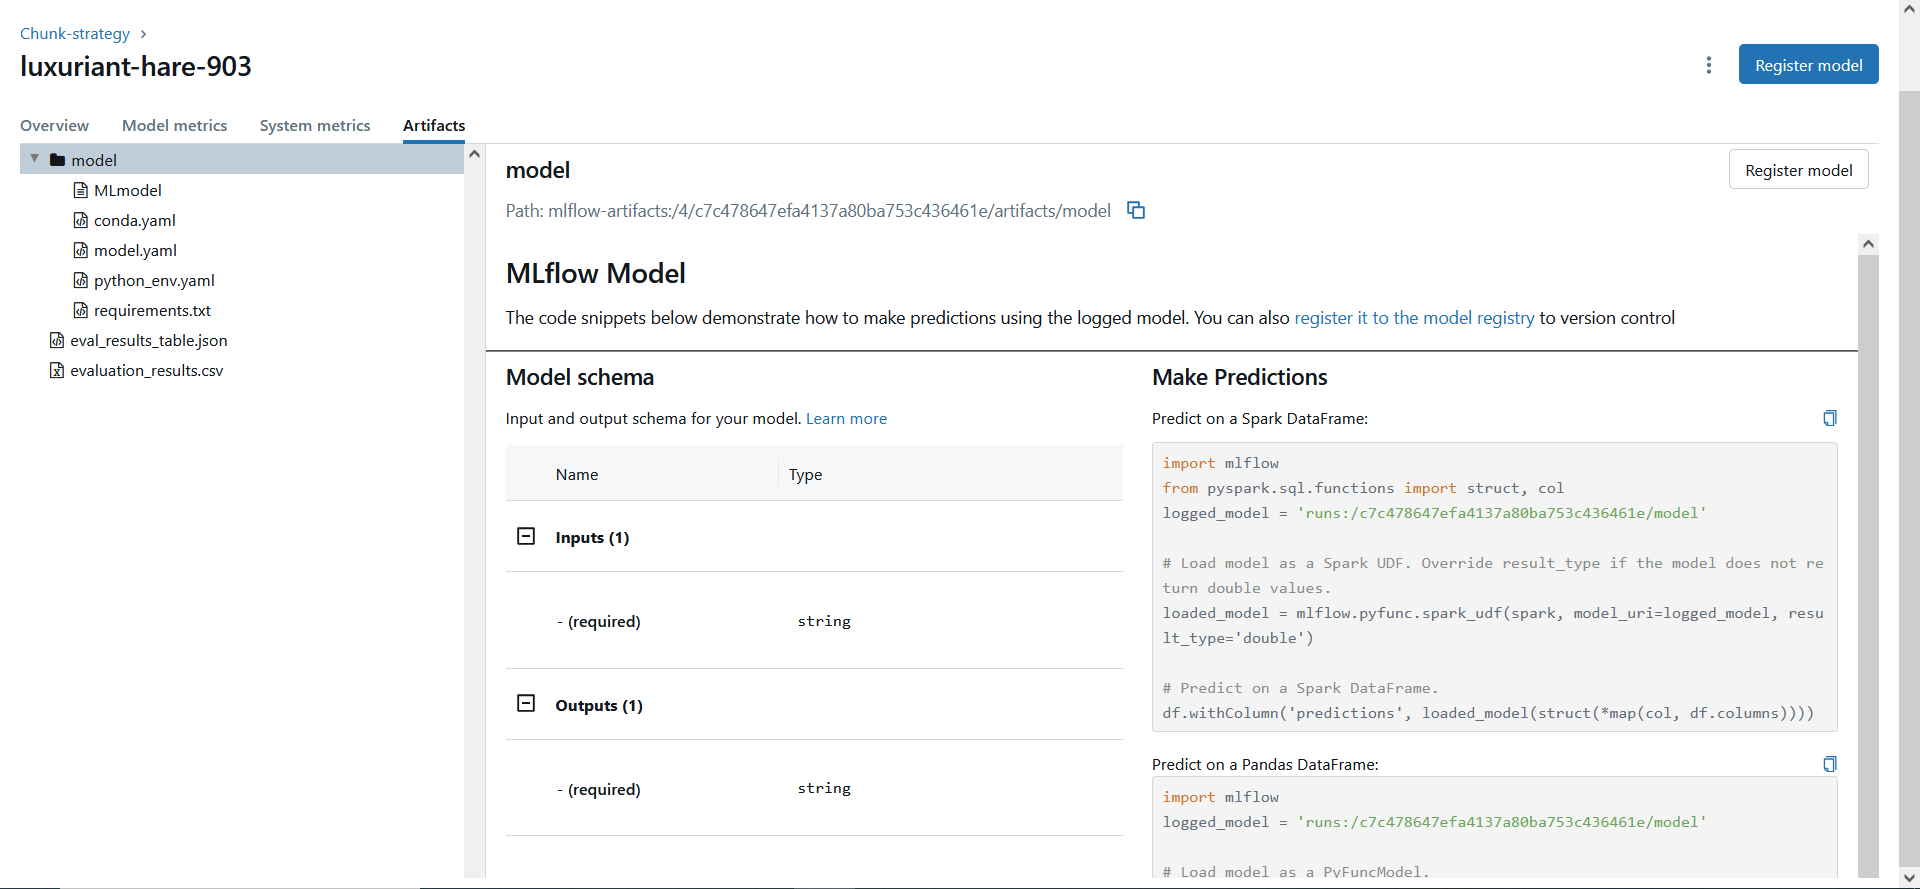 Chunk-strategy
luxuriant-hare-903
Register model
Overview Model metrics System metrics Artifacts
model
MLmodel
conda.yaml
model.yaml
python_env.yaml
requirements.txt
eval_results_table.json
evaluation_results.csv
model
Register model
Path: mlflow-artifacts:/4/c7c478647efa4137a80ba753c436461e/artifacts/model
MLflow Model
The code snippets below demonstrate how to make predictions using the logged model. You can also register it to the model registry to version control
Model schema
Input and output schema for your model. Learn more
Name Type
Inputs (1)
- (required) string
Outputs (1)
- (required) string
Make Predictions
Predict on a Spark DataFrame:
import mlflow
from pyspark.sql.functions import struct, col
logged_model = 'runs:/c7c478647efa4137a80ba753c436461e/model'
# Load model as a Spark UDF. Override result_type if the model does not re
turn double values.
loaded_model = mlflow.pyfunc.spark_udf(spark, model_uri=logged_model, resu
lt_type='double')
# Predict on a Spark DataFrame.
df.withColumn('predictions', loaded_model(struct(*map(col, df.columns))))
Predict on a Pandas DataFrame:
import mlflow
logged_model = 'runs:/c7c478647efa4137a80ba753c436461e/model'
# Load model as a PyFuncModel.